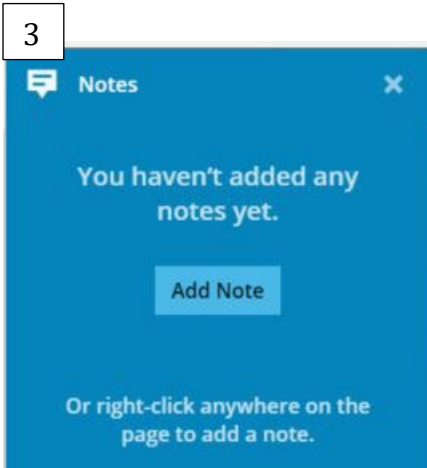 3
Notes
You haven't added any
notes yet.
Add Note
Or right-click anywhere on the
page to add a note.